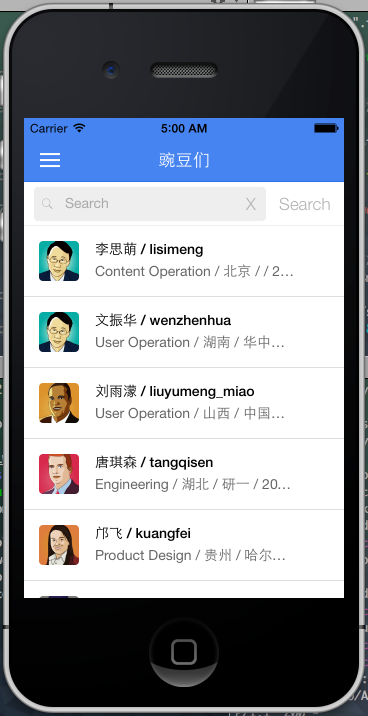 Carrier 5:00 AM
豌豆们
Search X Search
李思萌 / lisimeng
Content Operation / 北京 / / 2...
文振华 / wenzhenhua
User Operation / 湖南 / 华中...
刘雨濛 / liuyumeng_miao
User Operation / 山西 / 中国...
唐琪森 / tangqisen
Engineering / 湖北 / 研一 / 20...
邝飞 / kuangfei
Product Design / 贵州 / 哈尔...